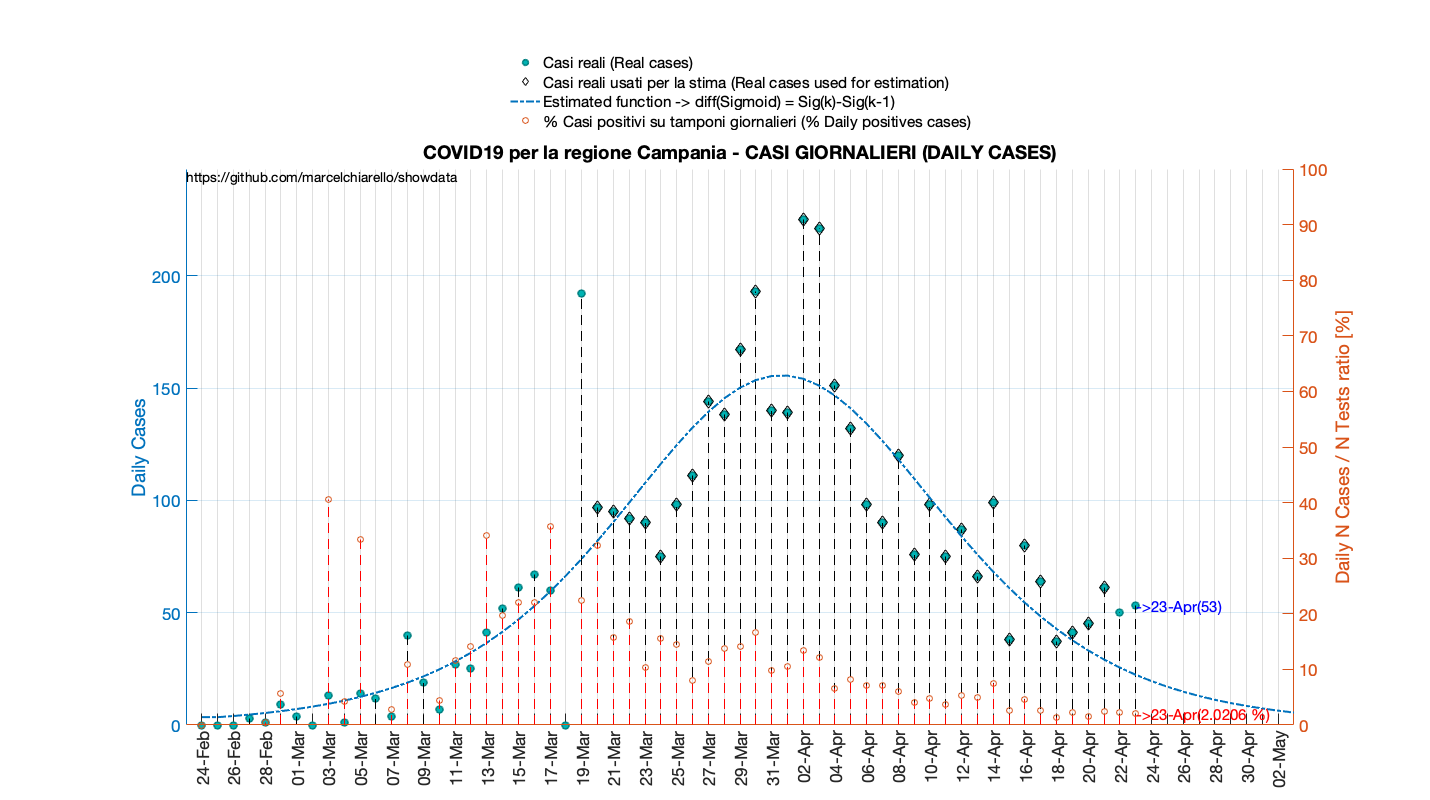 Casi reali (Real cases)
Casi reali usati per la stima (Real cases used for estimation)
Estimated function -> diff(Sigmoid) = Sig(k)-Sig(k-1)
% Casi positivi su tamponi giornalieri (% Daily positives cases)
COVID19 per la regione Campania - CASI GIORNALIERI (DAILY CASES)
https://github.com/marcelchiarello/showdata
Daily Cases
200
150
100
50
0
100
90
80
70
60
50
40
30
20
10
0
Daily N Cases / N Tests ratio [%]
->23-Apr(53)
->23-Apr(2.0206 %)
24-Feb
26-Feb
28-Feb
01-Mar
03-Mar
05-Mar
07-Mar
09-Mar
11-Mar
13-Mar
15-Mar
17-Mar
19-Mar
21-Mar
23-Mar
25-Mar
27-Mar
29-Mar
31-Mar
02-Apr
04-Apr
06-Apr
08-Apr
10-Apr
12-Apr
14-Apr
16-Apr
18-Apr
20-Apr
22-Apr
24-Apr
26-Apr
28-Apr
30-Apr
02-May